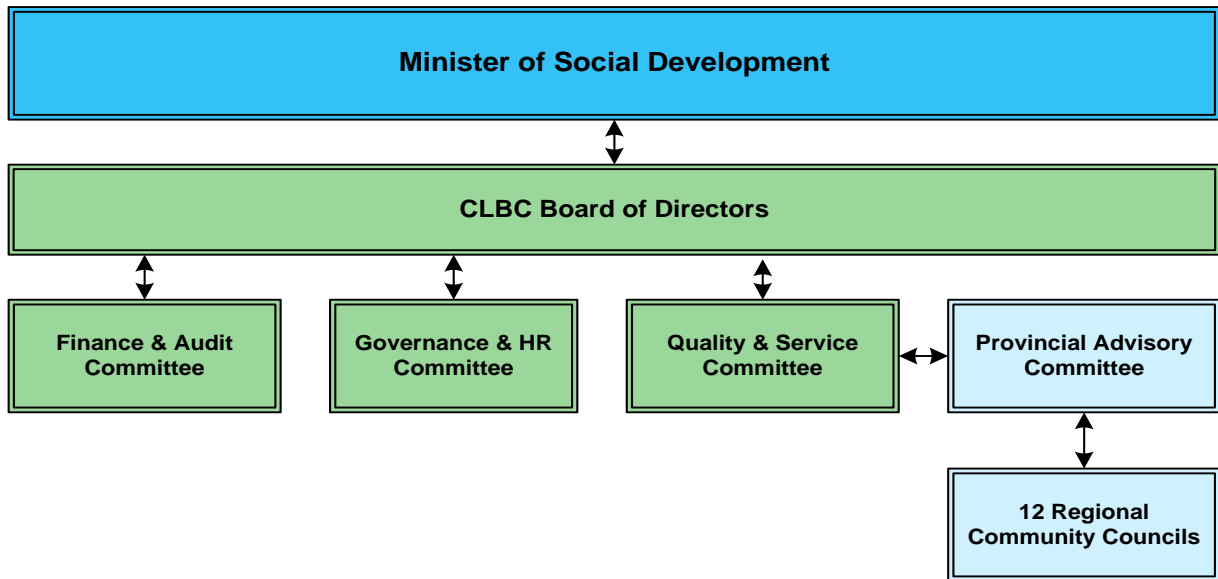 Minister of Social Development
CLBC Board of Directors
Finance & Audit
Committee
Governance & HR
Committee
Quality & Service
Committee
Provincial Advisory
Committee
12 Regional
Community Councils